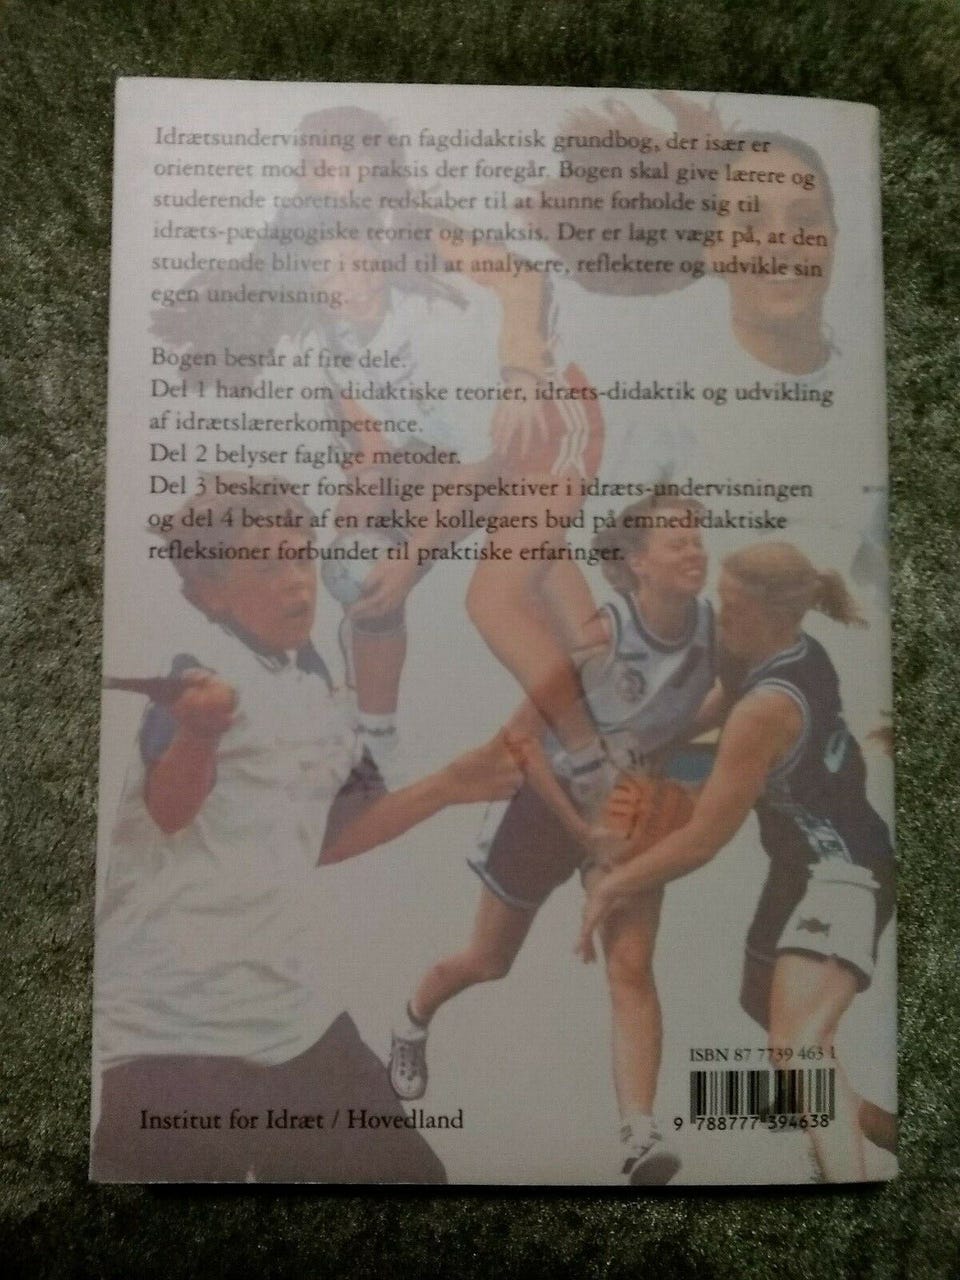 Idrætsundervisning er en fagdidaktisk grundbog, der især er
orienteret mod den praksis der foregår. Bogen skal give lærere og
studerende teoretiske redskaber til at kunne forholde sig til
idræts-pædagogiske teorier og praksis. Der er lagt vægt på, at den
studerende bliver i stand til at analysere, reflektere og udvikle sin
egen undervisning.
Bogen består af fire dele.
Del 1 handler om didaktiske teorier, idræts-didaktik og udvikling
af idrætslærerkompetence.
Del 2 belyser faglige metoder.
Del 3 beskriver forskellige perspektiver i idræts-undervisningen
og del 4 består af en række kollegaers bud på emnedidaktiske
refleksioner forbundet til praktiske erfaringer.
ISBN 87 7739 463 1
9 788777 394638
Institut for Idræt / Hovedland